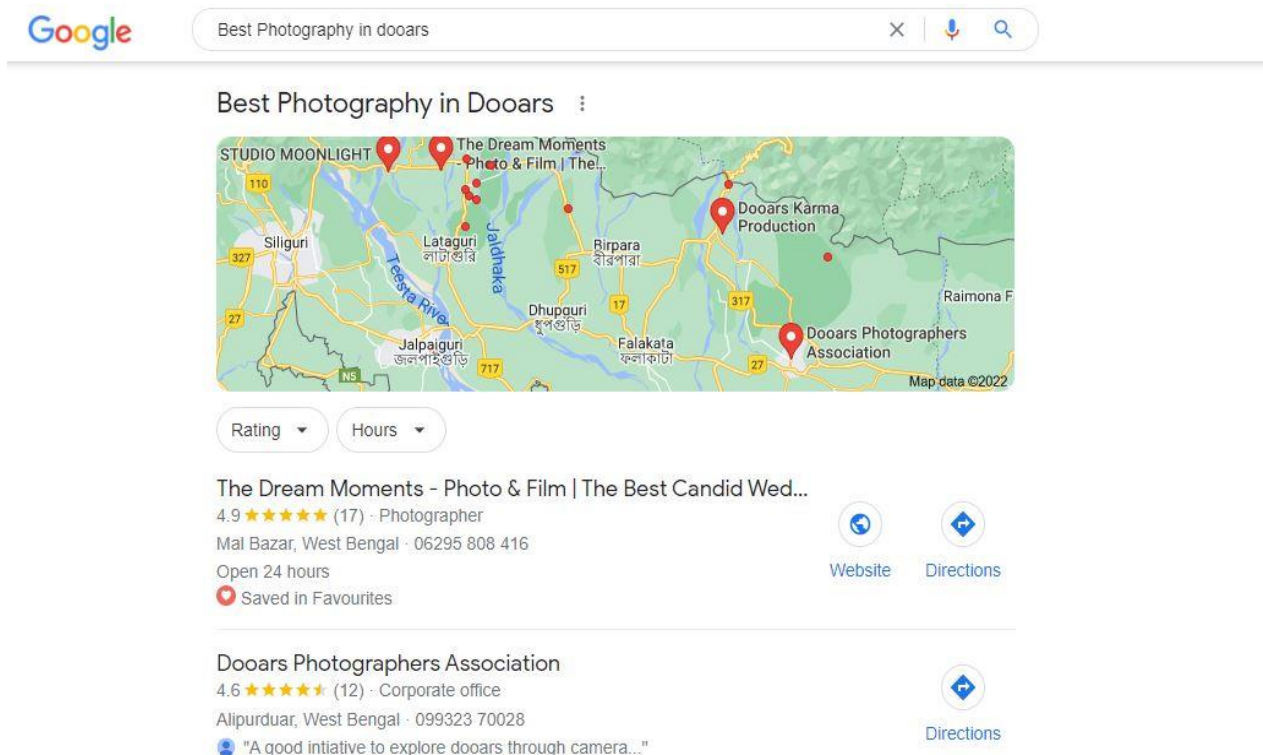 Google
Best Photography in dooars
Best Photography in Dooars
STUDIO MOONLIGHT
The Dream Moments
- Photo & Film | The...
110
Dooars Karma
Production
Siliguri
327
Lataguri
লাটাগুরি
Jaldhaka
Birpara
বীরপারা
517
Teesta River
27
Dhupguri
ধূপগুড়ি
17
317
Raimona F
Jalpaiguri
জলপাইগুড়ি
Falakata
ফলাকাটা
Dooars Photographers
Association
NS
717
27
Map data ©2022
Rating
Hours
The Dream Moments - Photo & Film | The Best Candid Wed...
4.9 (17) · Photographer
Mal Bazar, West Bengal · 06295 808 416
Open 24 hours
Saved in Favourites
Website
Directions
Dooars Photographers Association
4.6 (12) · Corporate office
Alipurduar, West Bengal · 099323 70028
"A good intiative to explore dooars through camera..."
Directions